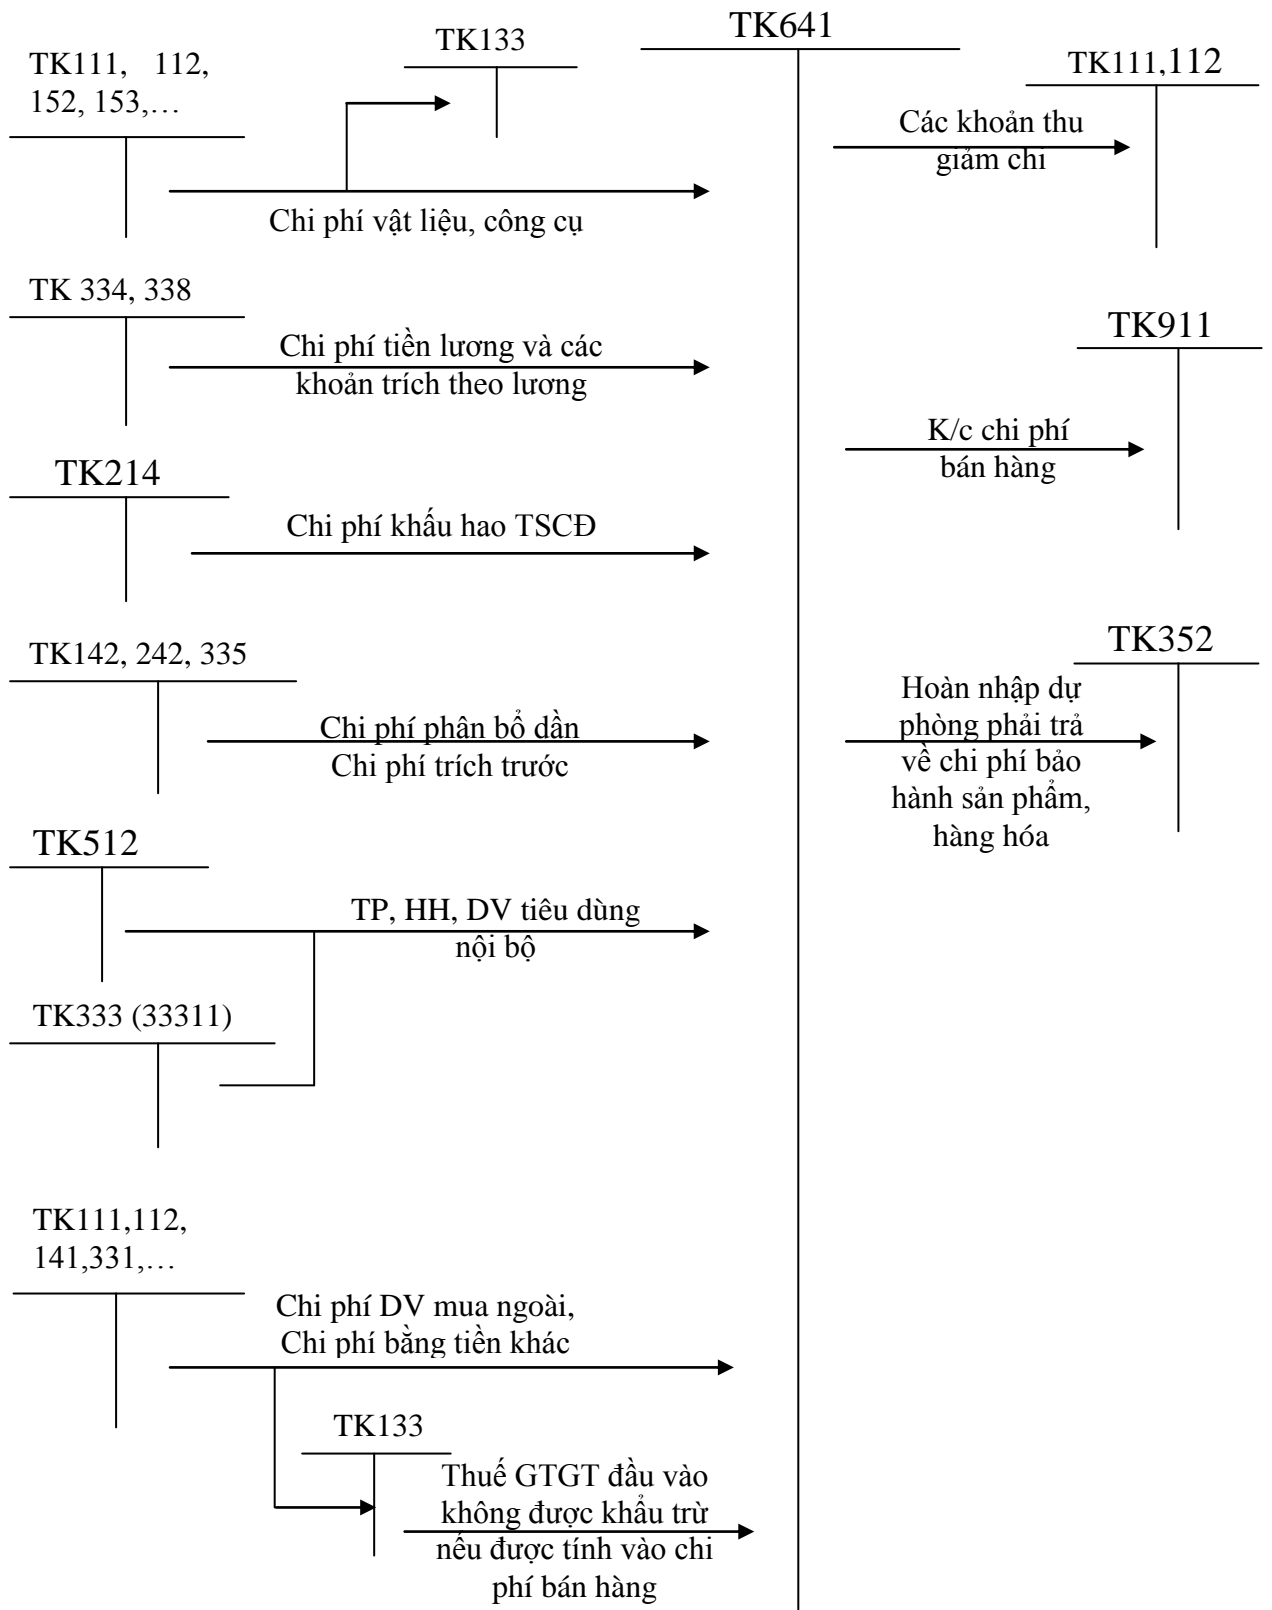 TK641
TK133
TK111, 112,
152, 153,…
Chi phí vật liệu, công cụ
TK111,112
Các khoản thu
giảm chi
TK 334, 338
Chi phí tiền lương và các
khoản trích theo lương
TK911
K/c chi phí
bán hàng
TK214
Chi phí khấu hao TSCĐ
TK142, 242, 335
Chi phí phân bổ dần
Chi phí trích trước
TK352
Hoàn nhập dự
phòng phải trả
về chi phí bảo
hành sản phẩm,
hàng hóa
TK512
TP, HH, DV tiêu dùng
nội bộ
TK333 (33311)
TK111,112,
141,331,…
Chi phí DV mua ngoài,
Chi phí bằng tiền khác
TK133
Thuế GTGT đầu vào
không được khẩu trừ
nếu được tính vào chi
phí bán hàng